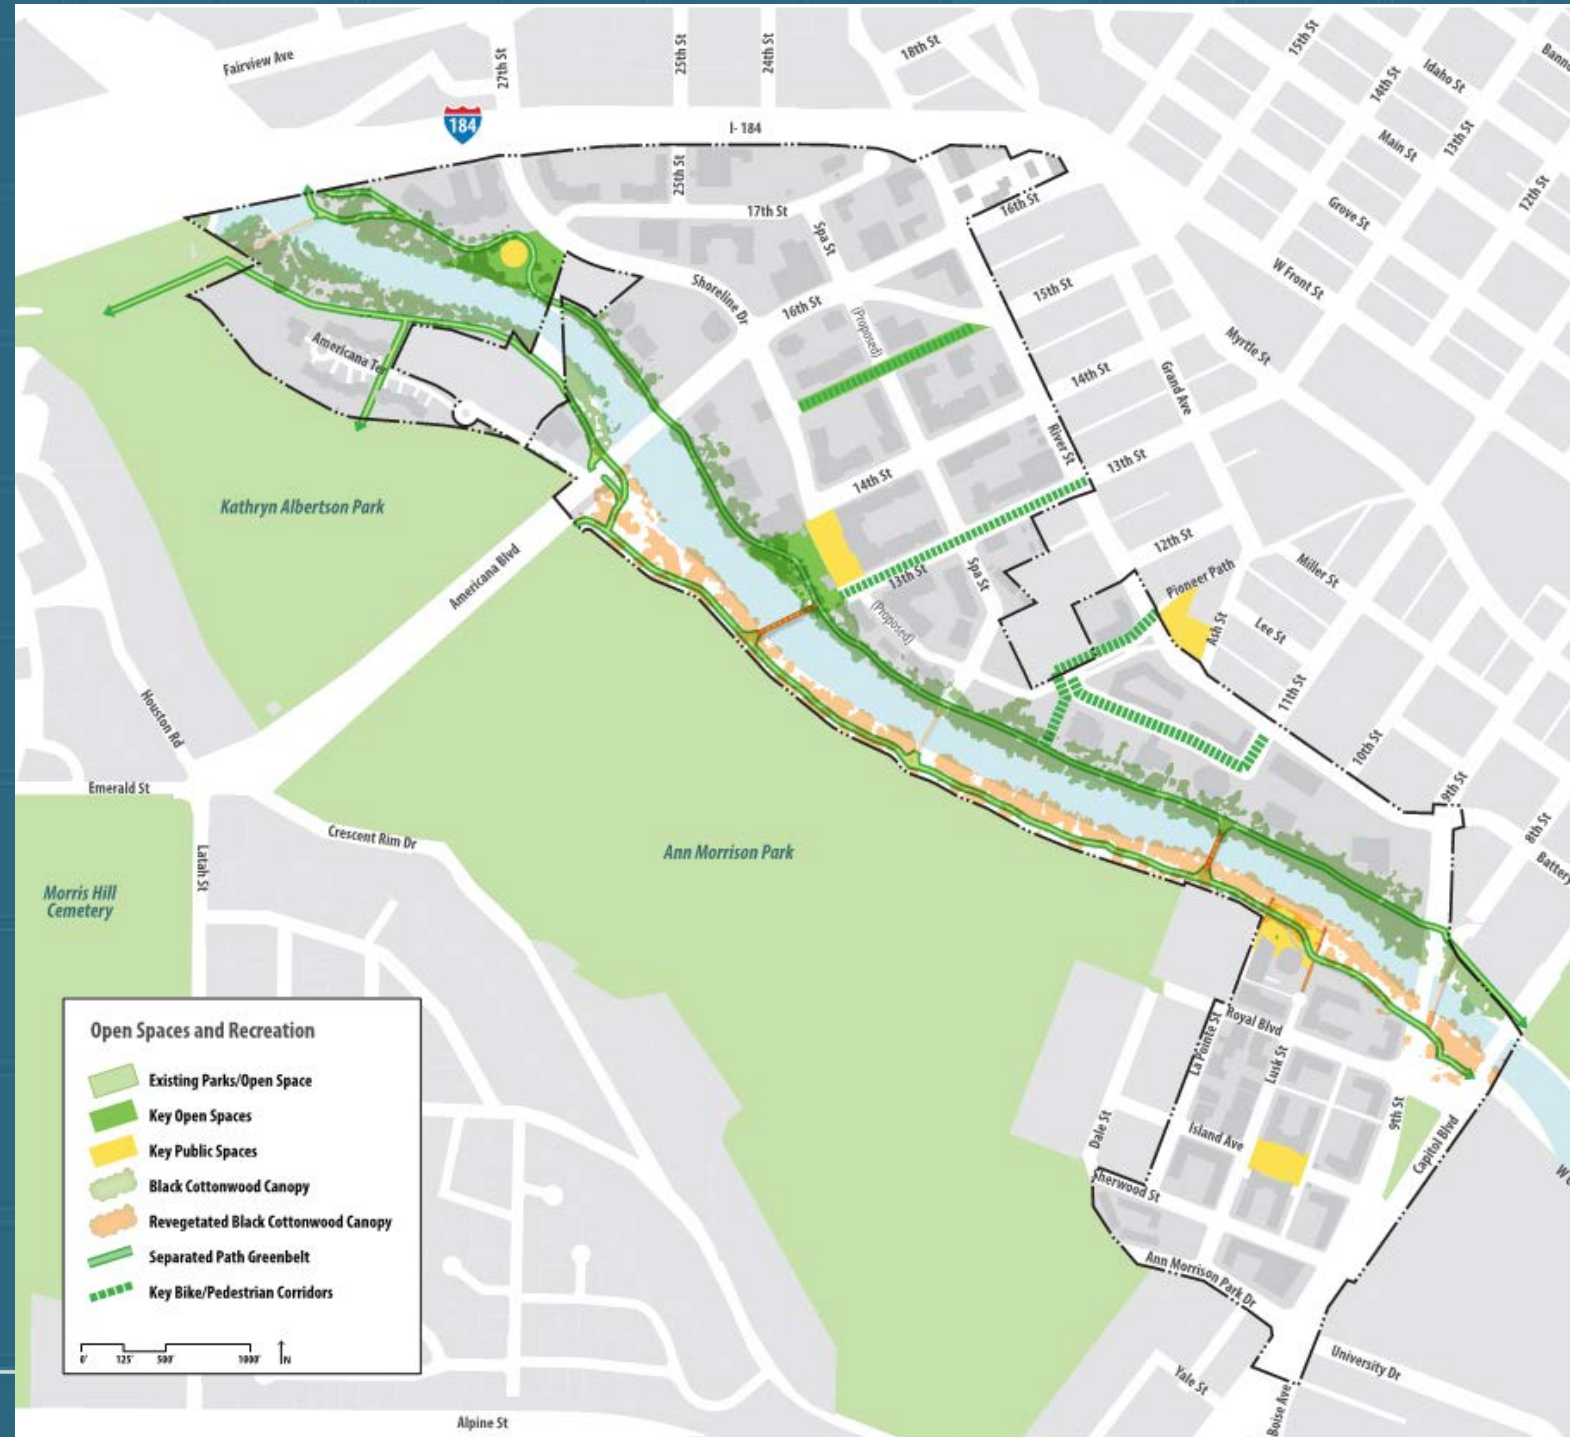 Fairview Ave
27th St
25th St
24th St
18th St
15th St
14th St
Idaho St
184
I- 184
Main St
13th St
12th St
25th St
17th St
16th St
Grove St
Spa St
W Front St
Shoreline Dr
16th St
15th St
(Proposed)
Myrtle St
Americana Ter
14th St
Grand Ave
River St
13th St
14th St
Kathryn Albertson Park
Americana Blvd
12th St
Miller St
13th St
Spa St
Pioneer Path
(Proposed)
Ash St
Lee St
11th St
Houston Rd
10th St
Emerald St
9th St
8th St
Crescent Rim Dr
Ann Morrison Park
Latah St
Battery
Morris Hill
Cemetery
Royal Blvd
La Pointe St
Lusk St
Dale St
9th St
Island Ave
Capitol Blvd
Sherwood St
Ann Morrison Park Dr
University Dr
Yale St
Boise Ave
Alpine St
Open Spaces and Recreation
Existing Parks/Open Space
Key Open Spaces
Key Public Spaces
Black Cottonwood Canopy
Revegetated Black Cottonwood Canopy
Separated Path Greenbelt
Key Bike/Pedestrian Corridors
0' 125' 500' 1000' N